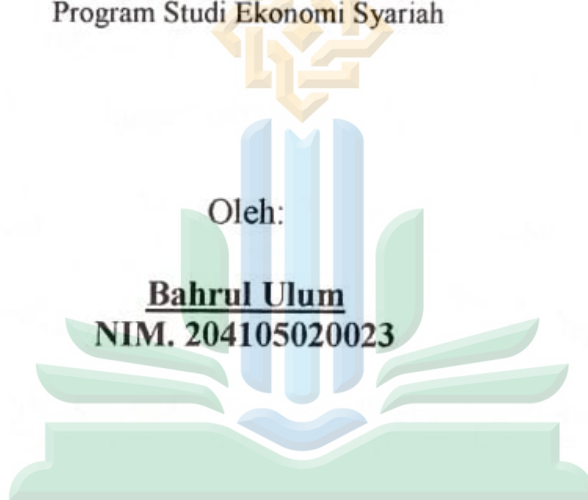 Program Studi Ekonomi Syariah
Oleh:
Bahrul Ulum
NIM. 204105020023